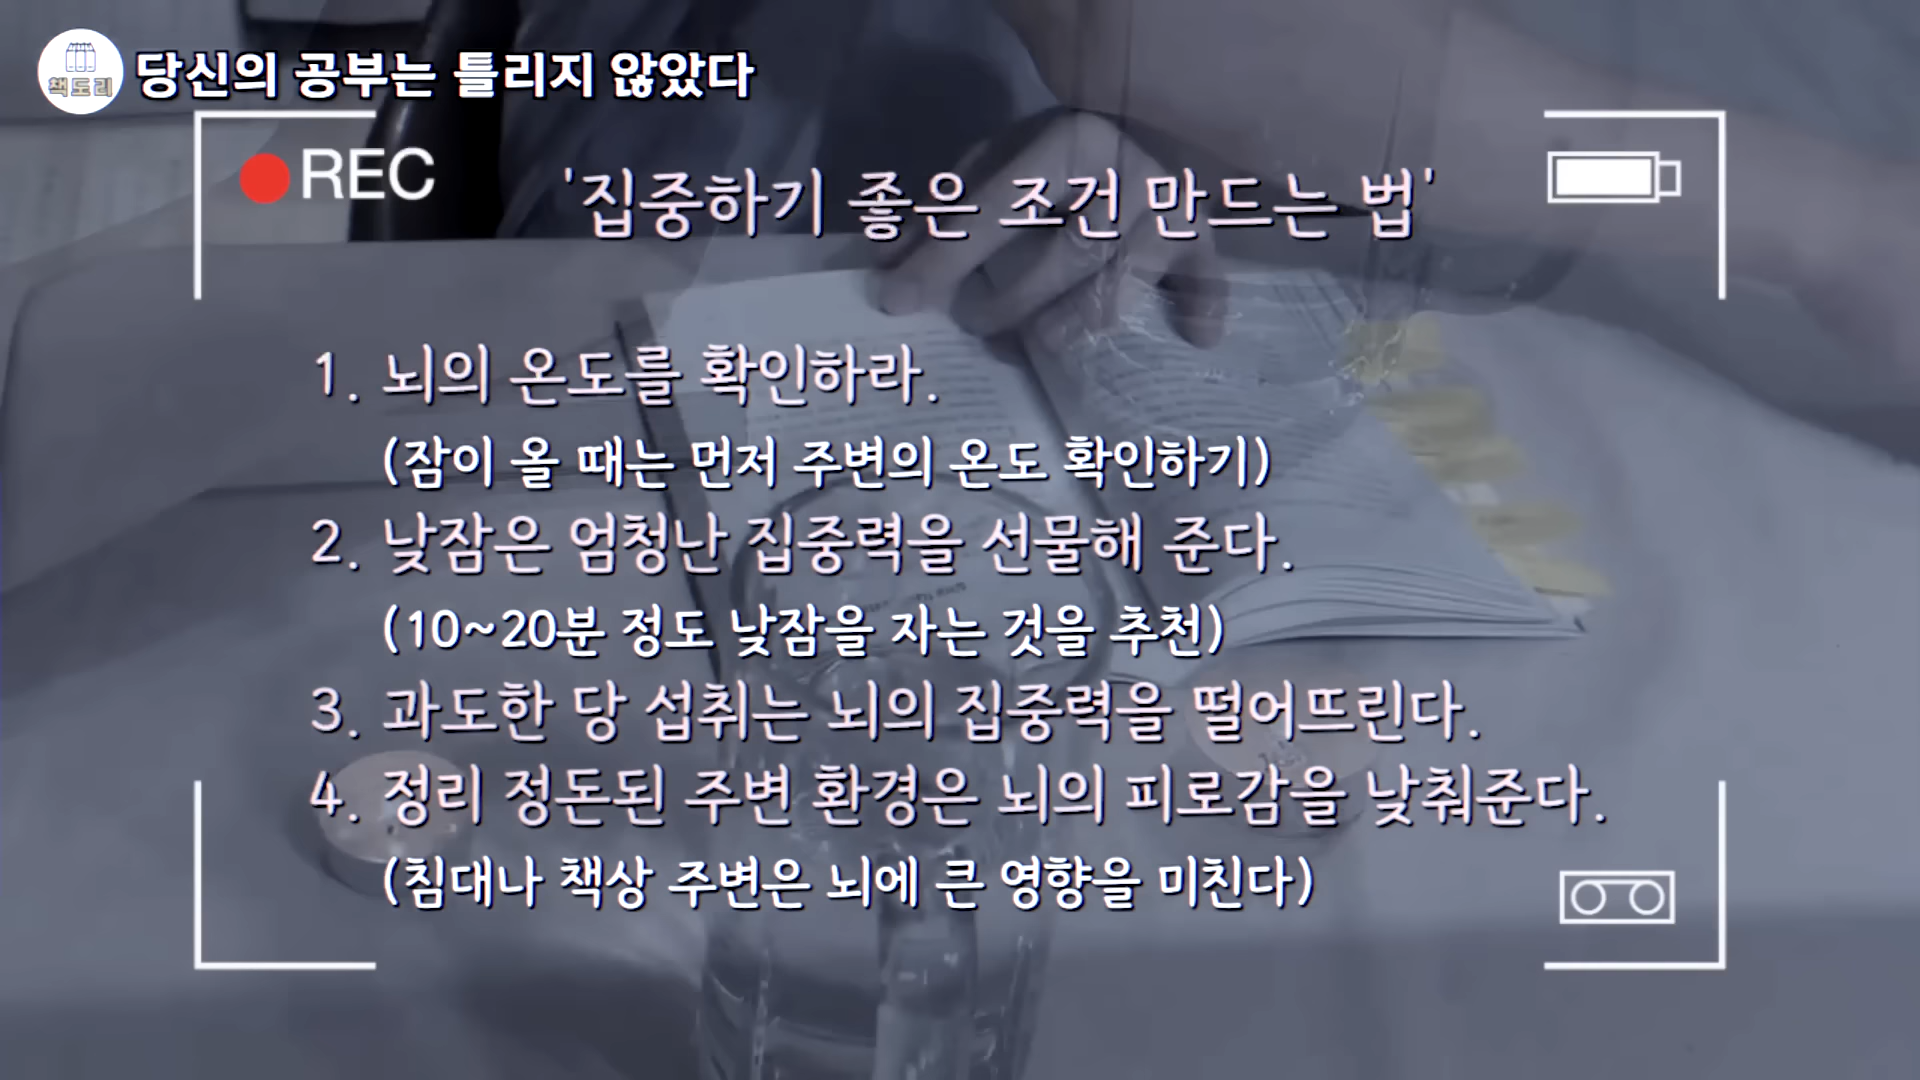 책도리
당신의 공부는 틀리지 않았다
REC
'집중하기 좋은 조건 만드는 법'
1. 뇌의 온도를 확인하라.
(잠이 올 때는 먼저 주변의 온도 확인하기)
2. 낮잠은 엄청난 집중력을 선물해 준다.
(10~20분 정도 낮잠을 자는 것을 추천)
3. 과도한 당 섭취는 뇌의 집중력을 떨어뜨린다.
4. 정리 정돈된 주변 환경은 뇌의 피로감을 낮춰준다.
(침대나 책상 주변은 뇌에 큰 영향을 미친다)